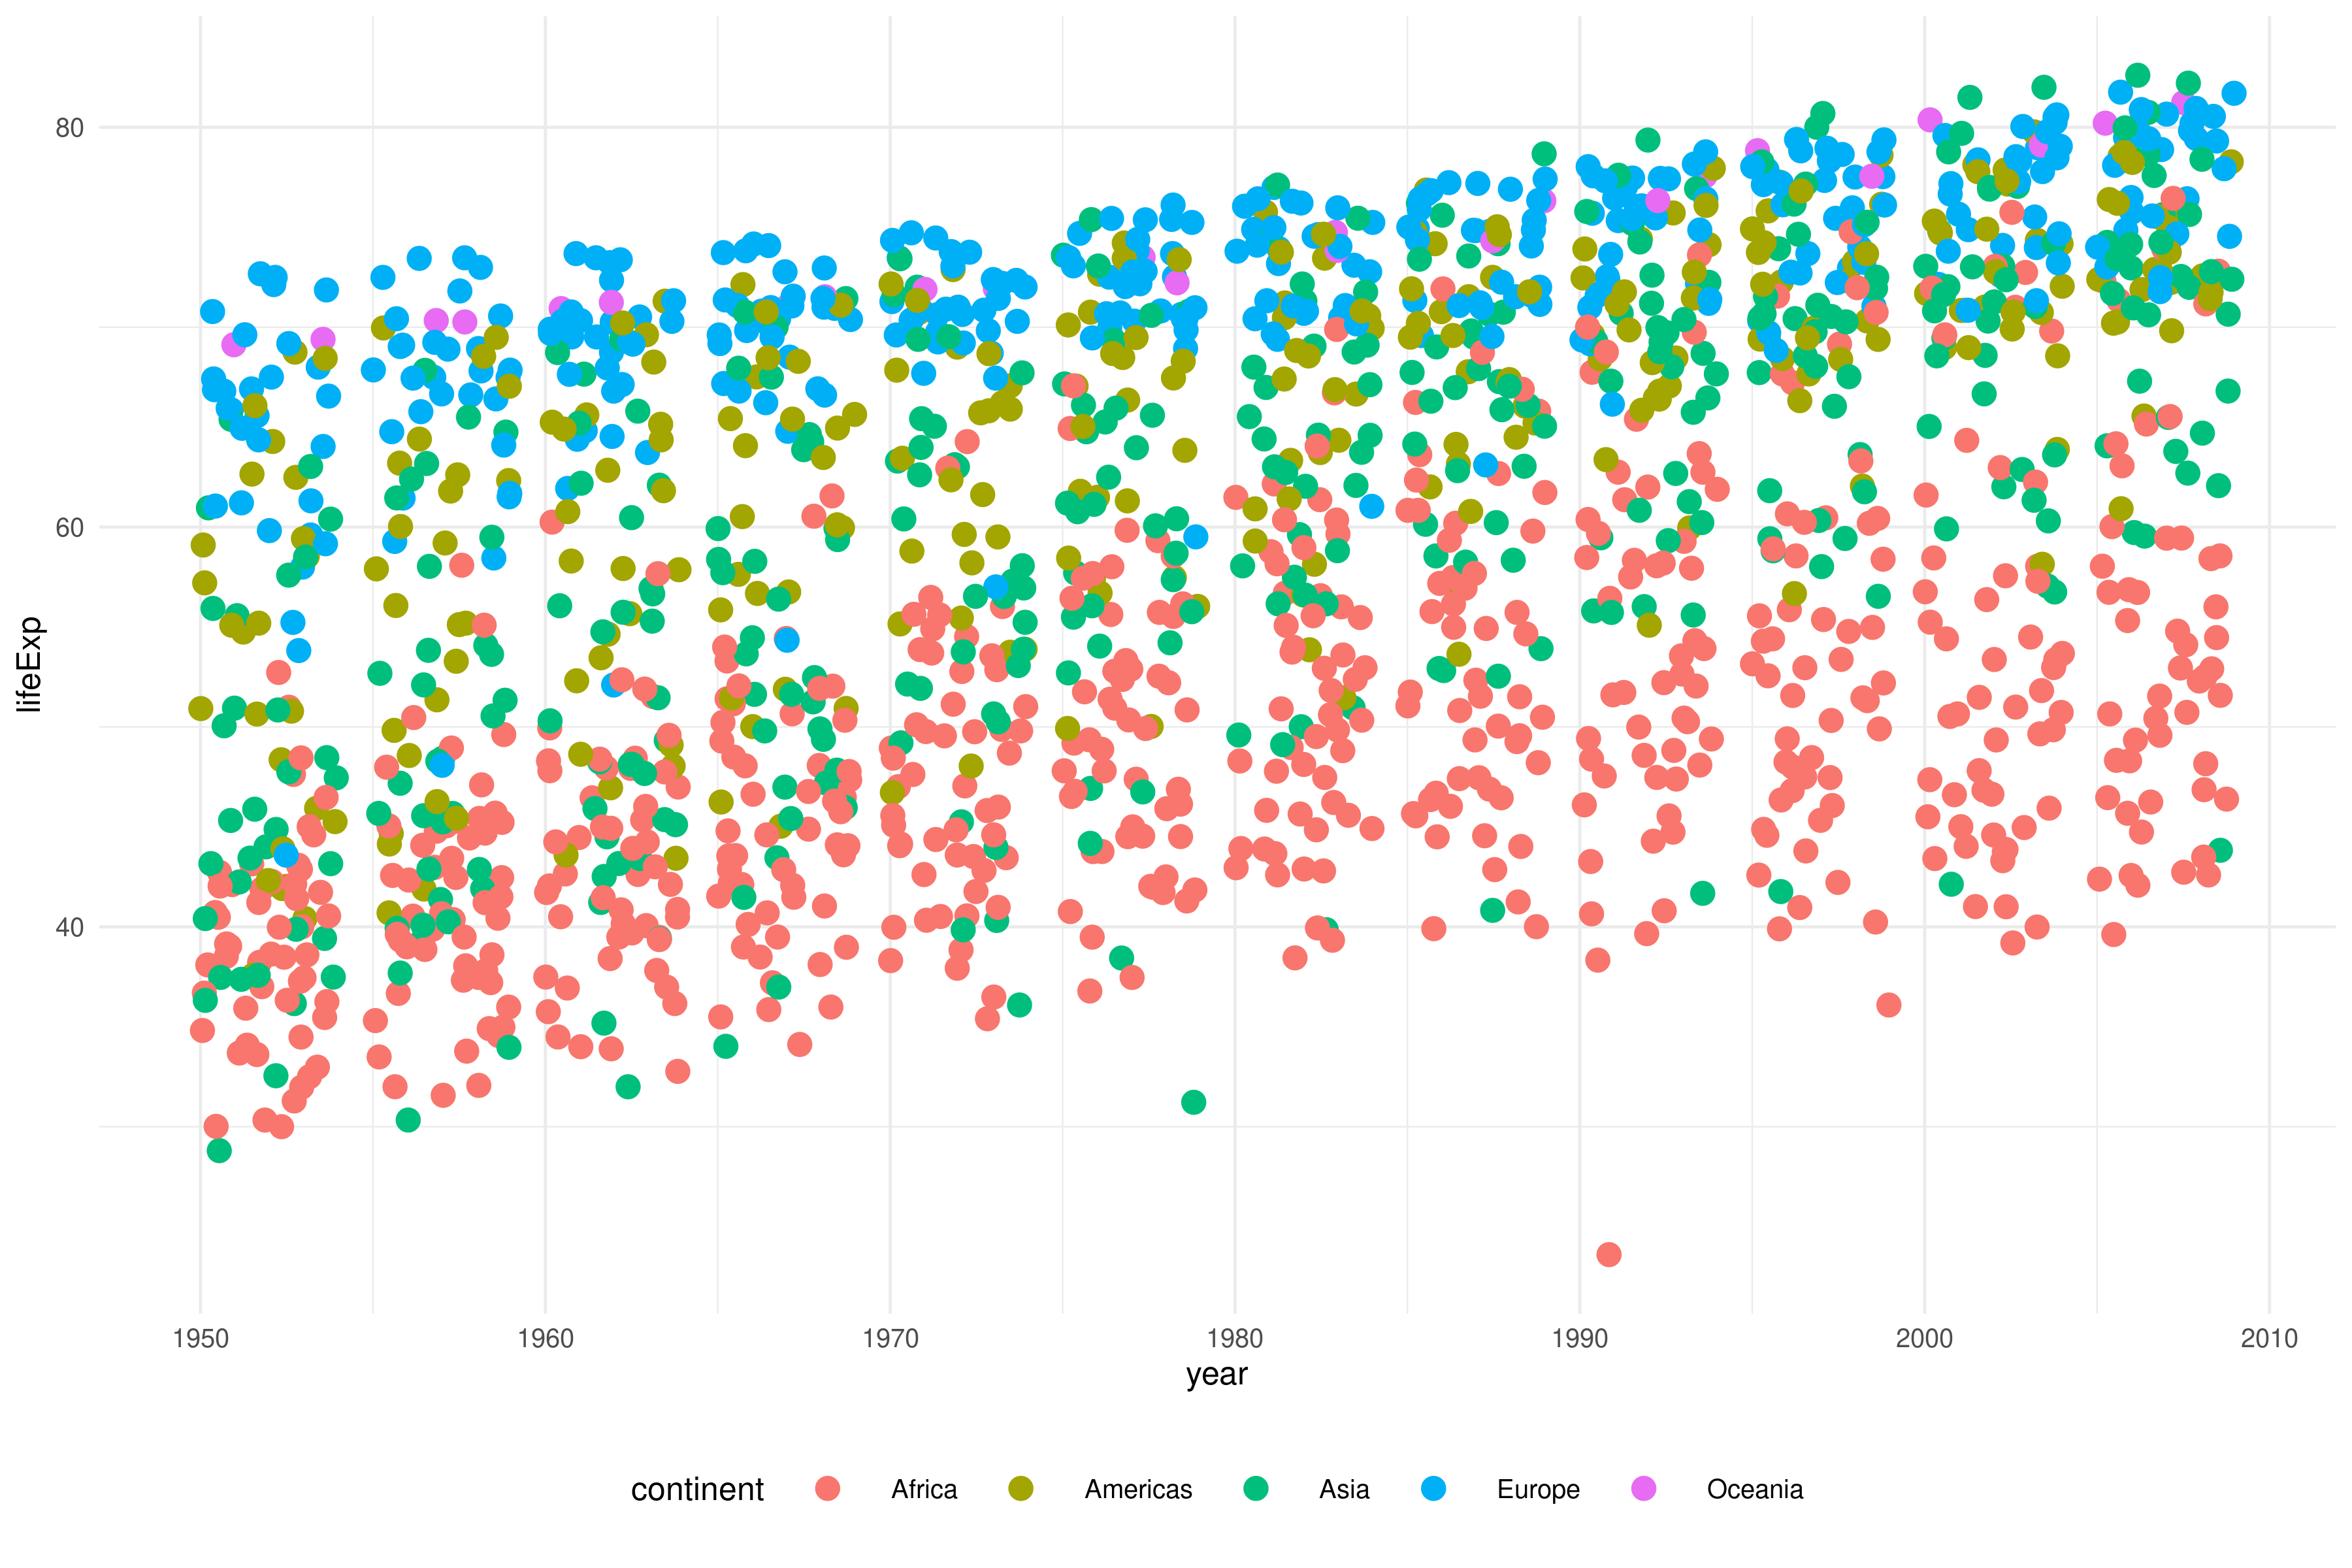 80
60
40
lifeExp
1950 1960 1970 1980 1990 2000 2010
year
continent Africa Americas Asia Europe Oceania